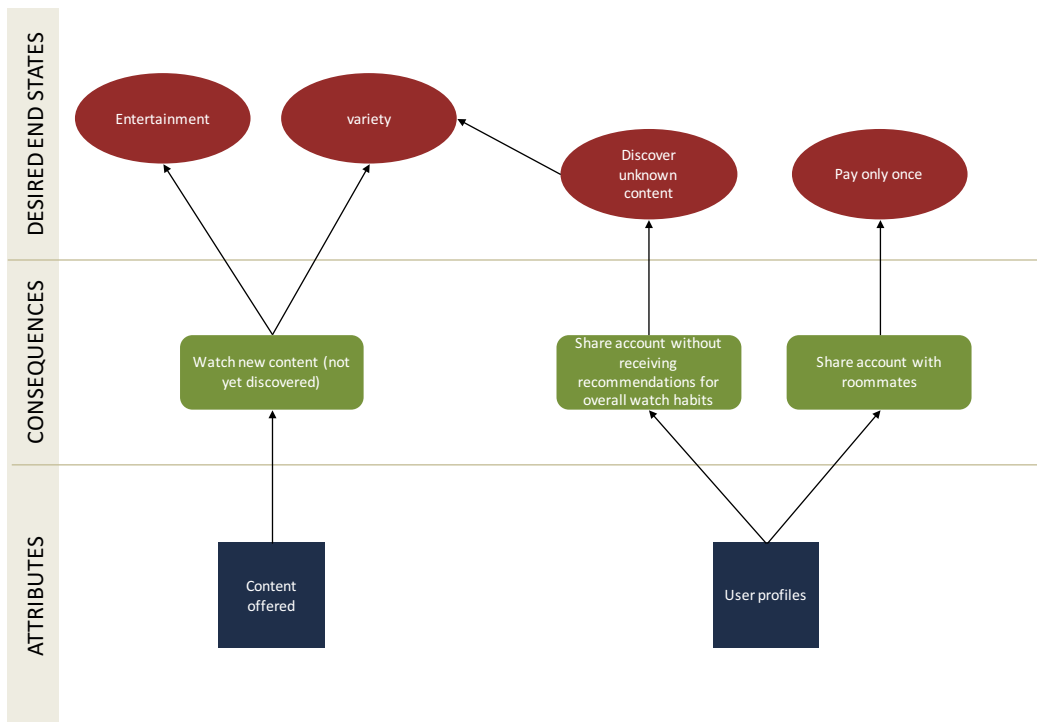 DESIRED END STATES
Entertainment
variety
Discover
unknown
content
Pay only once
CONSEQUENCES
Watch new content (not
yet discovered)
Share account without
receiving
recommendations for
overall watch habits
Share account with
roommates
ATTRIBUTES
Content
offered
User profiles